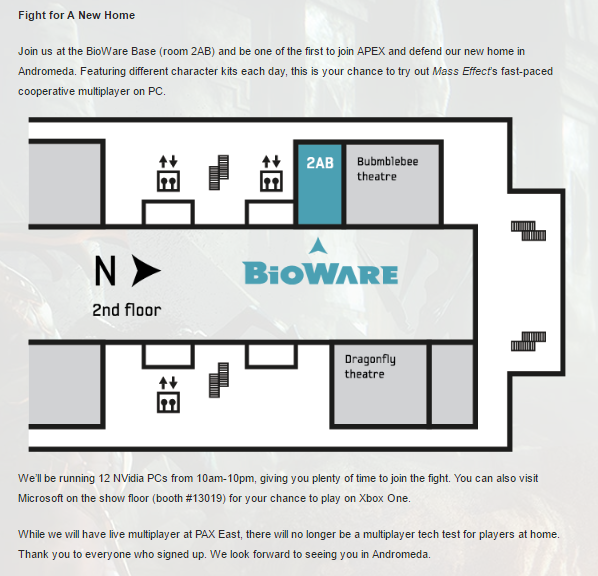 Fight for A New Home
Join us at the BioWare Base (room 2AB) and be one of the first to join APEX and defend our new home in
Andromeda. Featuring different character kits each day, this is your chance to try out Mass Effect's fast-paced
cooperative multiplayer on PC.
2AB
Bubmblebee
theatre
N
BIOWARE
2nd floor
Dragonfly
theatre
We'll be running 12 NVidia PCs from 10am-10pm, giving you plenty of time to join the fight. You can also visit
Microsoft on the show floor (booth #13019) for your chance to play on Xbox One.
While we will have live multiplayer at PAX East, there will no longer be a multiplayer tech test for players at home.
Thank you to everyone who signed up. We look forward to seeing you in Andromeda.